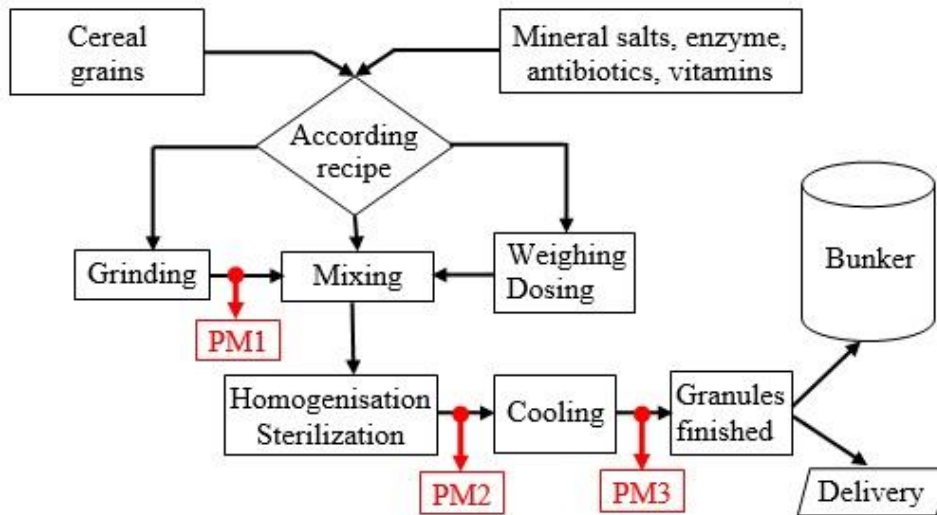 Cereal
grains
Mineral salts, enzyme,
antibiotics, vitamins
According
recipe
Grinding
Mixing
Weighing
Dosing
Bunker
PM1
Homogenisation
Sterilization
Cooling
Granules
finished
PM2
PM3
Delivery